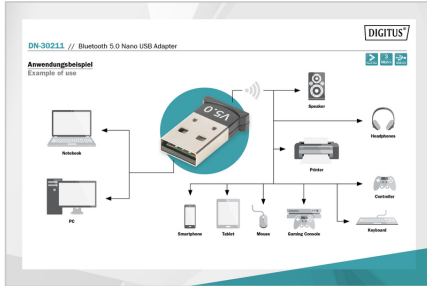 DIGITUS®
DN-30211 // Bluetooth 5.0 Nano USB Adapter
Anwendungsbeispiel
Example of use
V5.0
Speaker
Headphones
Notebook
Printer
Controller
PC
Smartphone
Tablet
Mouse
Gaming Console
Keyboard